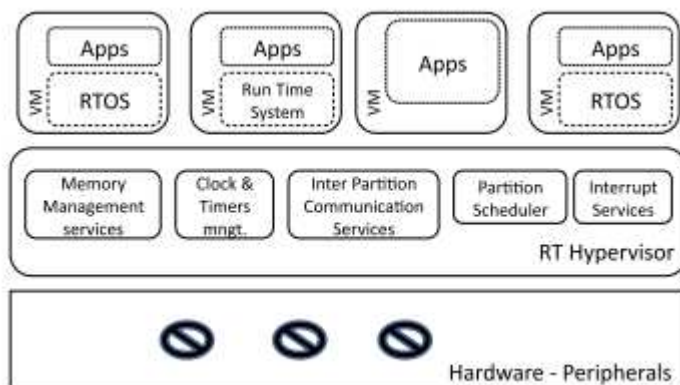 Apps
VM
RTOS
Apps
VM
Run Time
System
Apps
VM
Apps
VM
RTOS
Memory
Management
services
Clock &
Timers
mngt.
Inter Partition
Communication
Services
Partition
Scheduler
Interrupt
Services
RT Hypervisor
Hardware - Peripherals